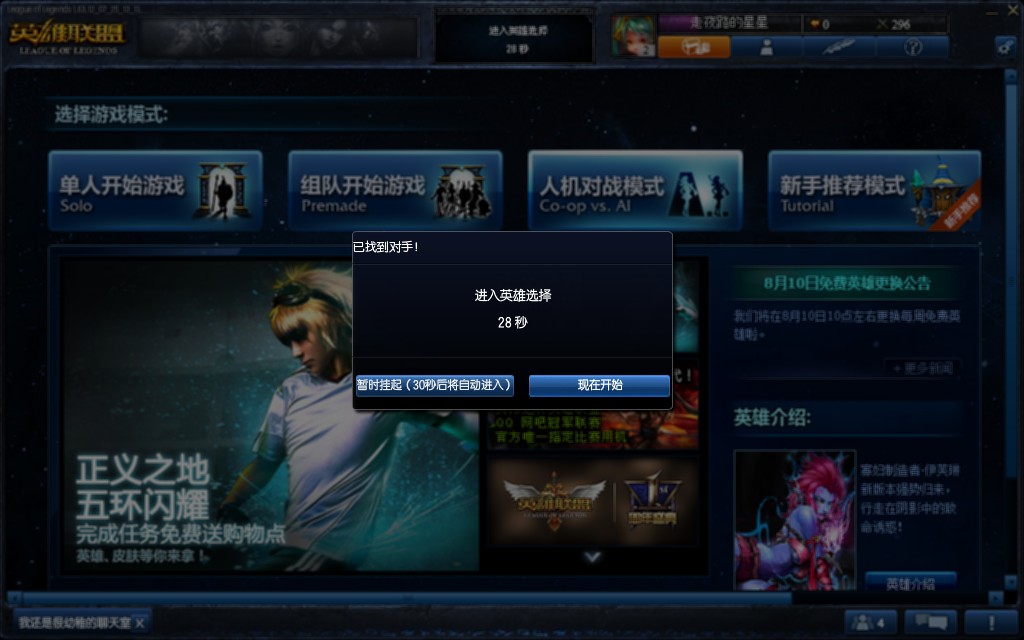 英雄联盟
LEAGUE OF LEGENDS
进入英雄选择
28 秒
走夜路的星星
0
296
选择游戏模式:
单人开始游戏
Solo
组队开始游戏
Premade
人机对战模式
Co-op vs. AI
新手推荐模式
Tutorial
新手推荐
已找到对手!
进入英雄选择
28 秒
暂时挂起(30秒后将自动进入)
现在开始
正义之地
五环闪耀
完成任务免费送购物点
英雄、皮肤等你来拿!
网吧冠军联赛
官方唯一指定比赛用机
英雄联盟
周年盛典
8月10日免费英雄更换公告
我们将在8月10日10点左右更换每周免费英
雄啦。
+ 更多新闻
英雄介绍:
寡妇制造者-伊芙琳
新版本强势归来，
行走在阴影中的致
命诱惑!
英雄介绍
我还是很幼稚的聊天室
4